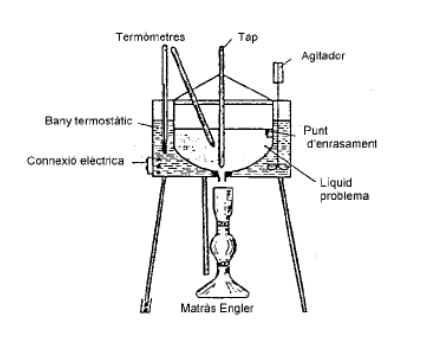 Termòmetres
Tap
Agitador
Bany termostàtic
Punt
d'enrasament
Connexió elèctrica
Líquid
problema
Matràs Engler